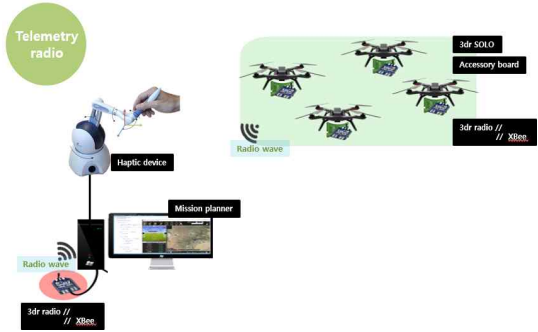 Telemetry
radio
3dr SOLO
Accessory board
3dr radio //
// XBee
Radio wave
Haptic device
Mission planner
Radio wave
3dr radio //
// XBee